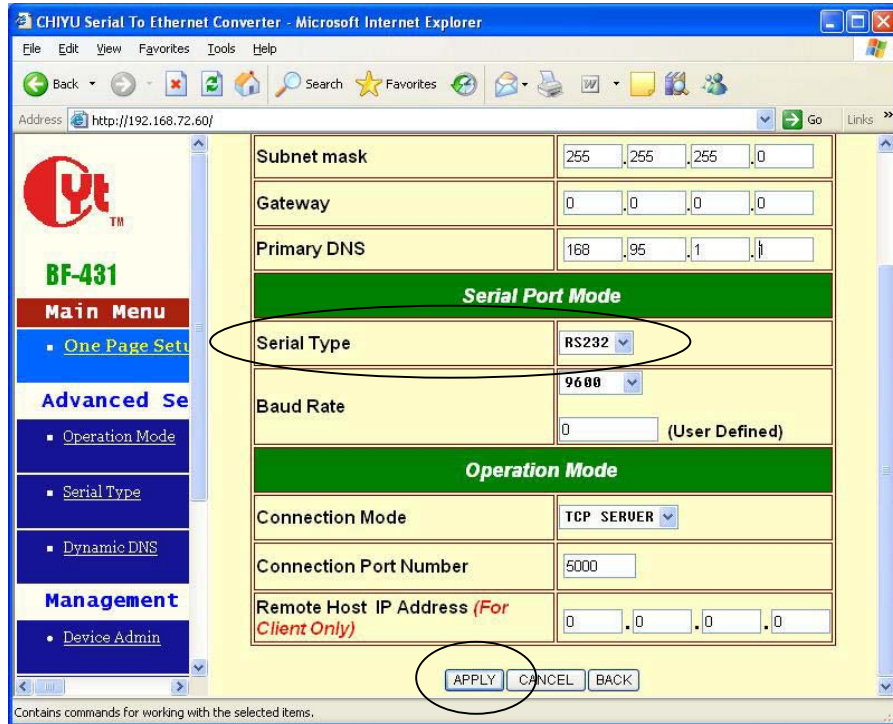 CHIYU Serial To Ethernet Converter - Microsoft Internet Explorer
File Edit View Favorites Tools Help
Back Search Favorites
Address http://192.168.72.60/ Go Links »
Yt
TM
BF-431
Main Menu
One Page Setu
Advanced Se
Operation Mode
Serial Type
Dynamic DNS
Management
Device Admin
Subnet mask 255 . 255 . 255 . 0
Gateway 0 . 0 . 0 . 0
Primary DNS 168 . 95 . 1 . 1
Serial Port Mode
Serial Type RS232
Baud Rate 9600
0 (User Defined)
Operation Mode
Connection Mode TCP SERVER
Connection Port Number 5000
Remote Host IP Address (For
Client Only) 0 . 0 . 0 . 0
APPLY CANCEL BACK
Contains commands for working with the selected items.